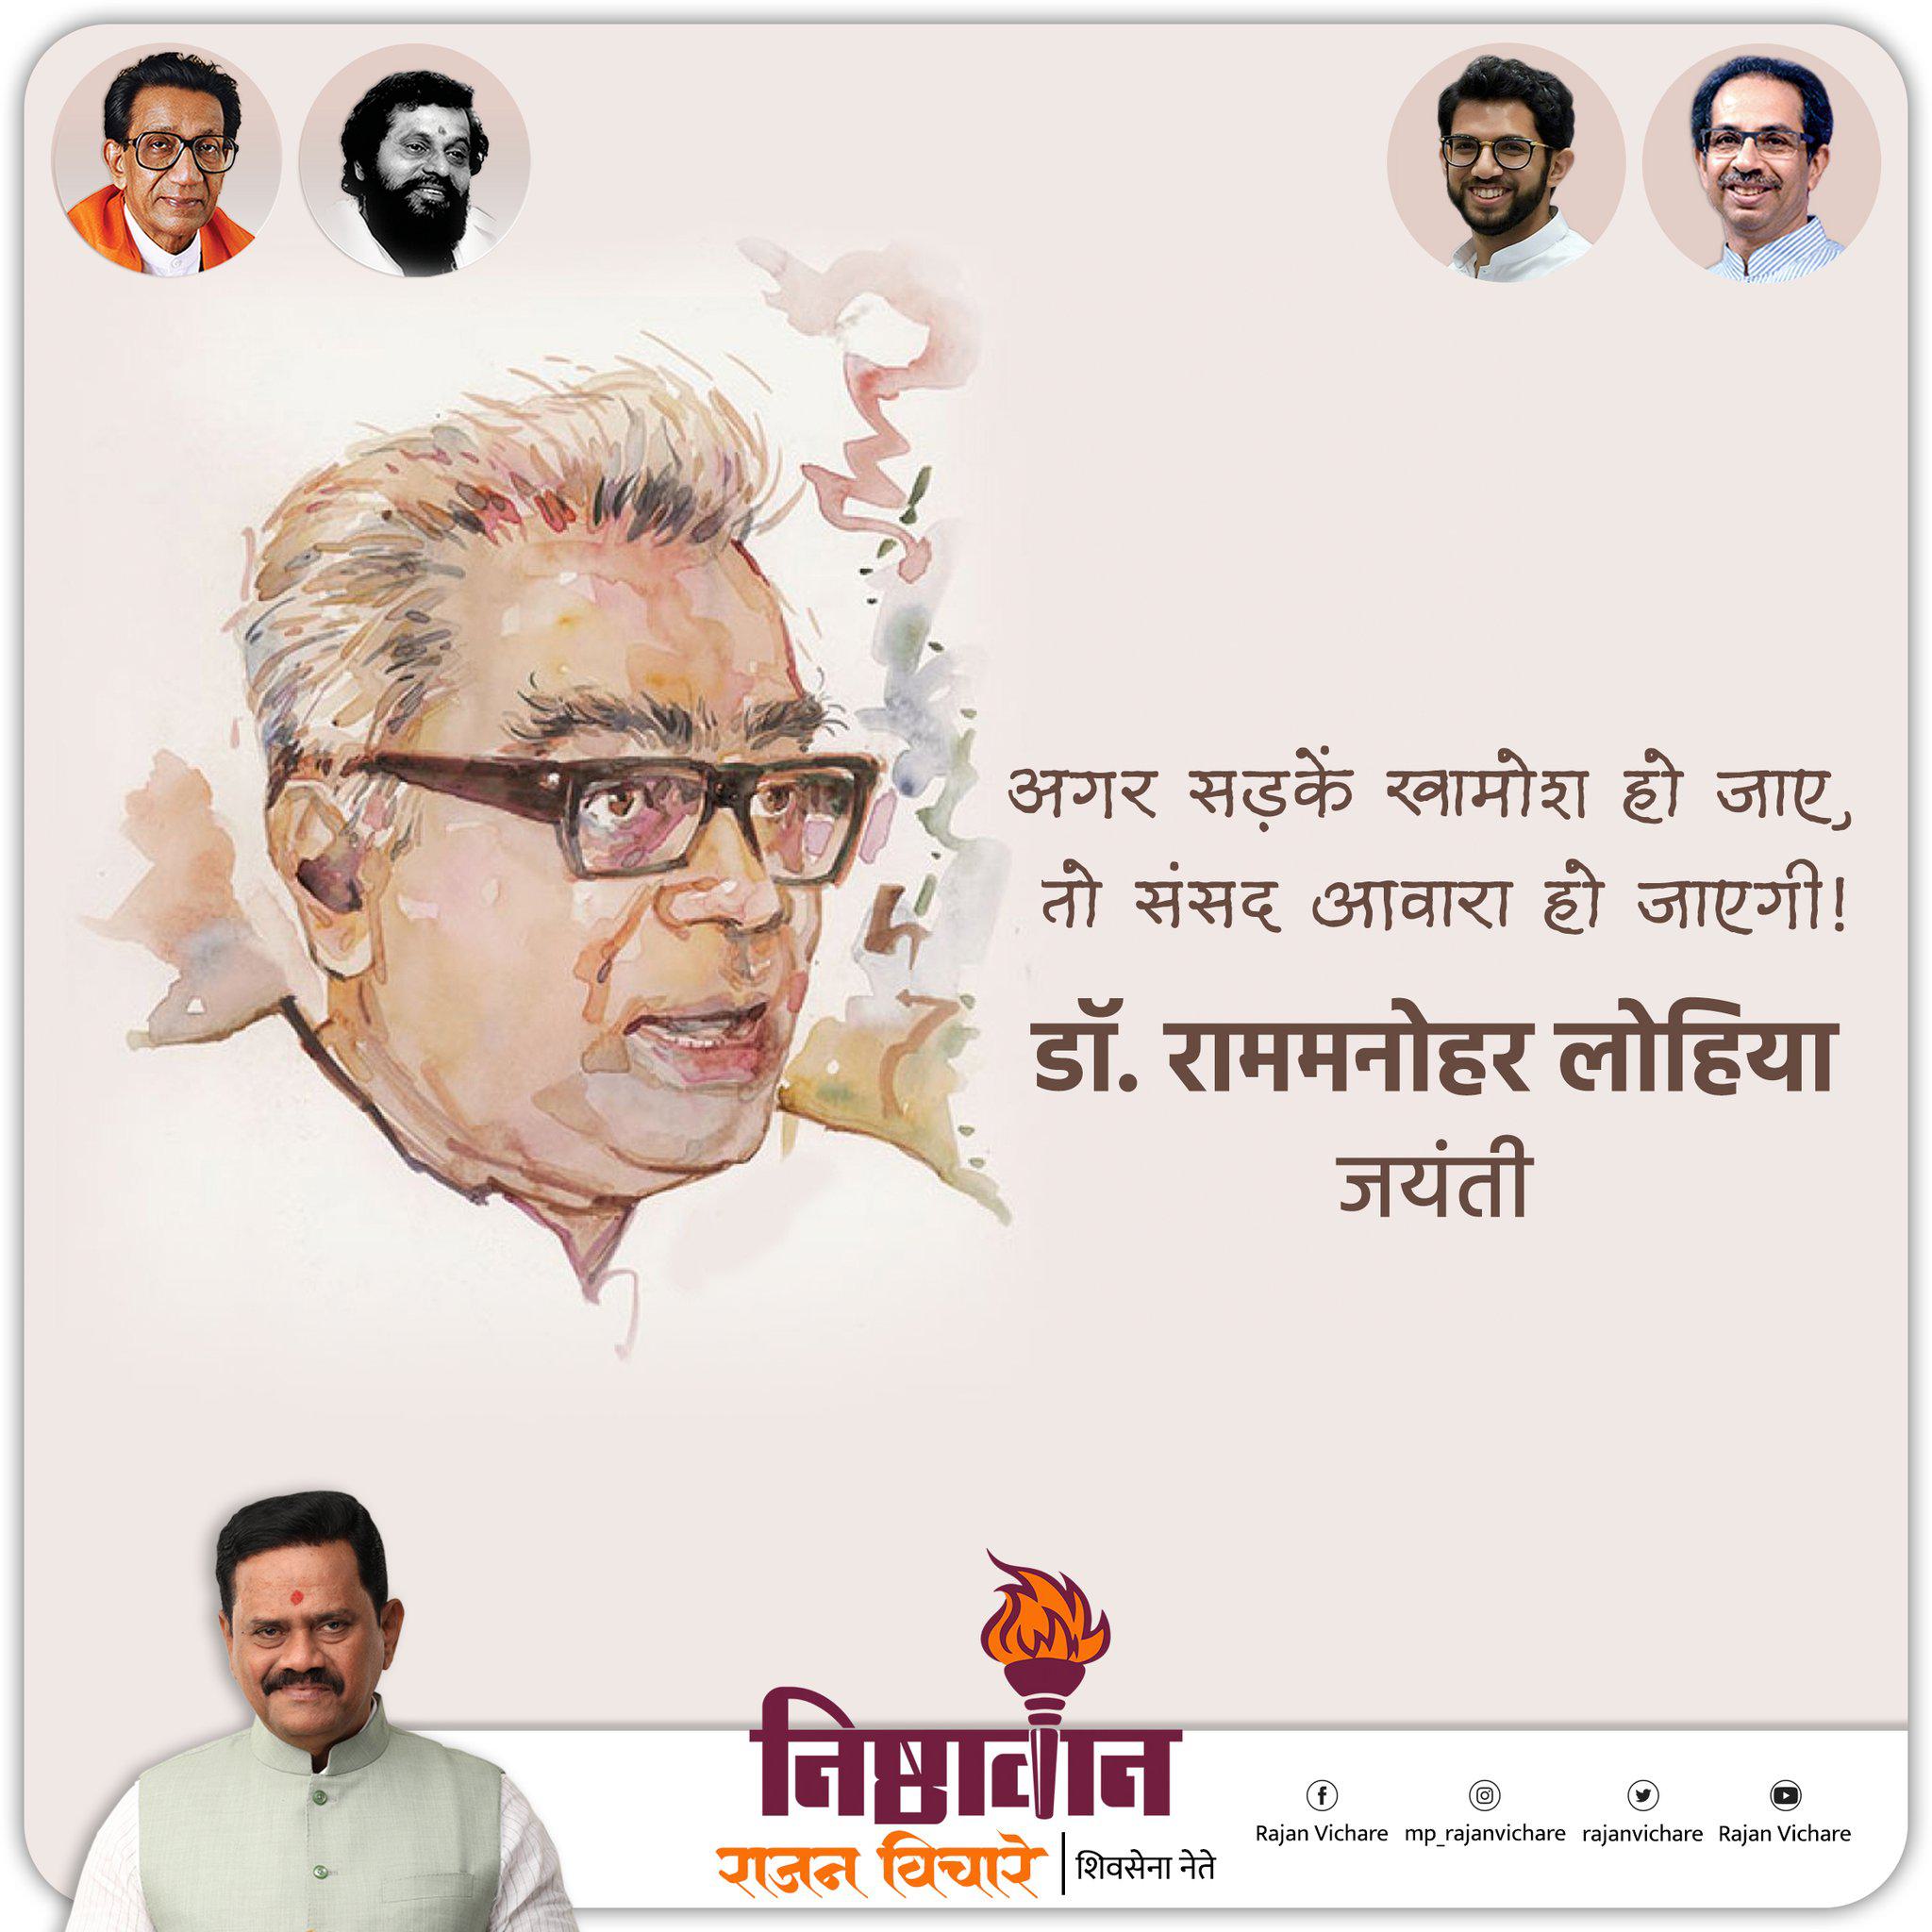 अगर सड़कें खामोश हो जाए,
तो संसद आवारा हो जाएगी!
डॉ. राममनोहर लोहिया
जयंती
निष्ठावान
राजन विचारे | शिवसेना नेते
Rajan Vichare mp_rajanvichare rajanvichare Rajan Vichare